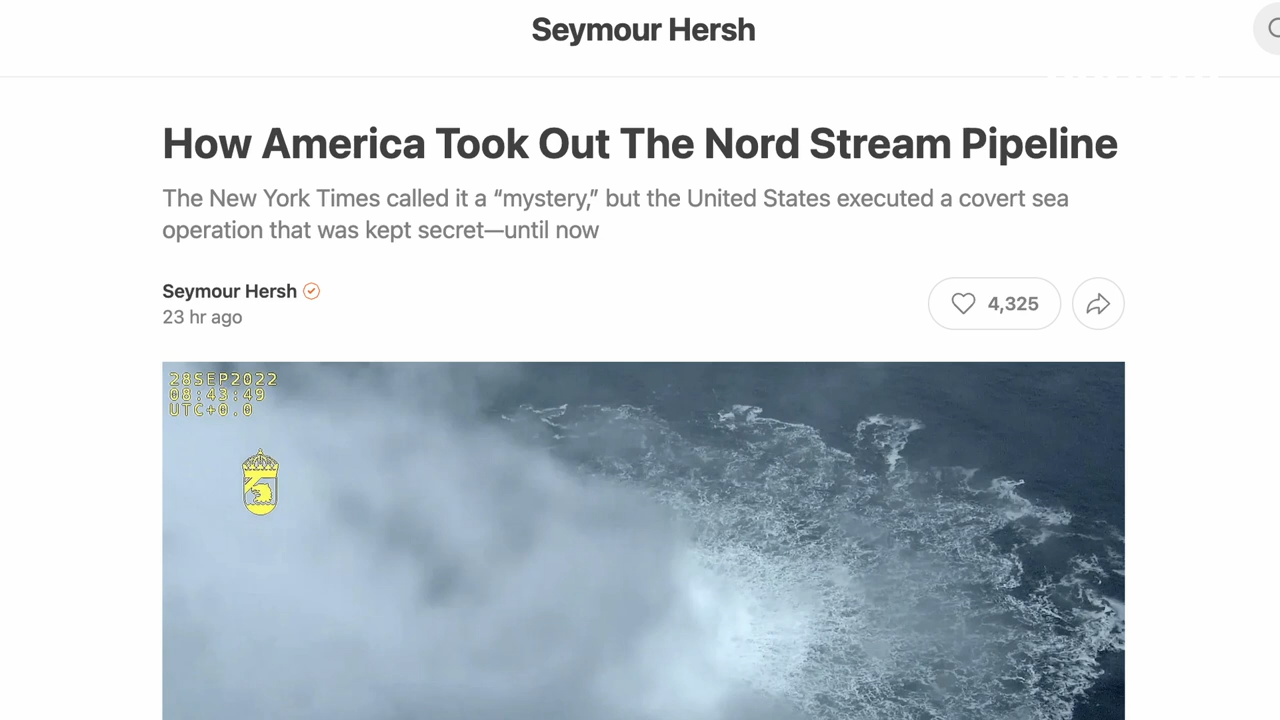 Seymour Hersh
How America Took Out The Nord Stream Pipeline
The New York Times called it a “mystery,” but the United States executed a covert sea
operation that was kept secret—until now
Seymour Hersh
23 hr ago
4,325
28SEP2022
08:43:49
UTC+0.0